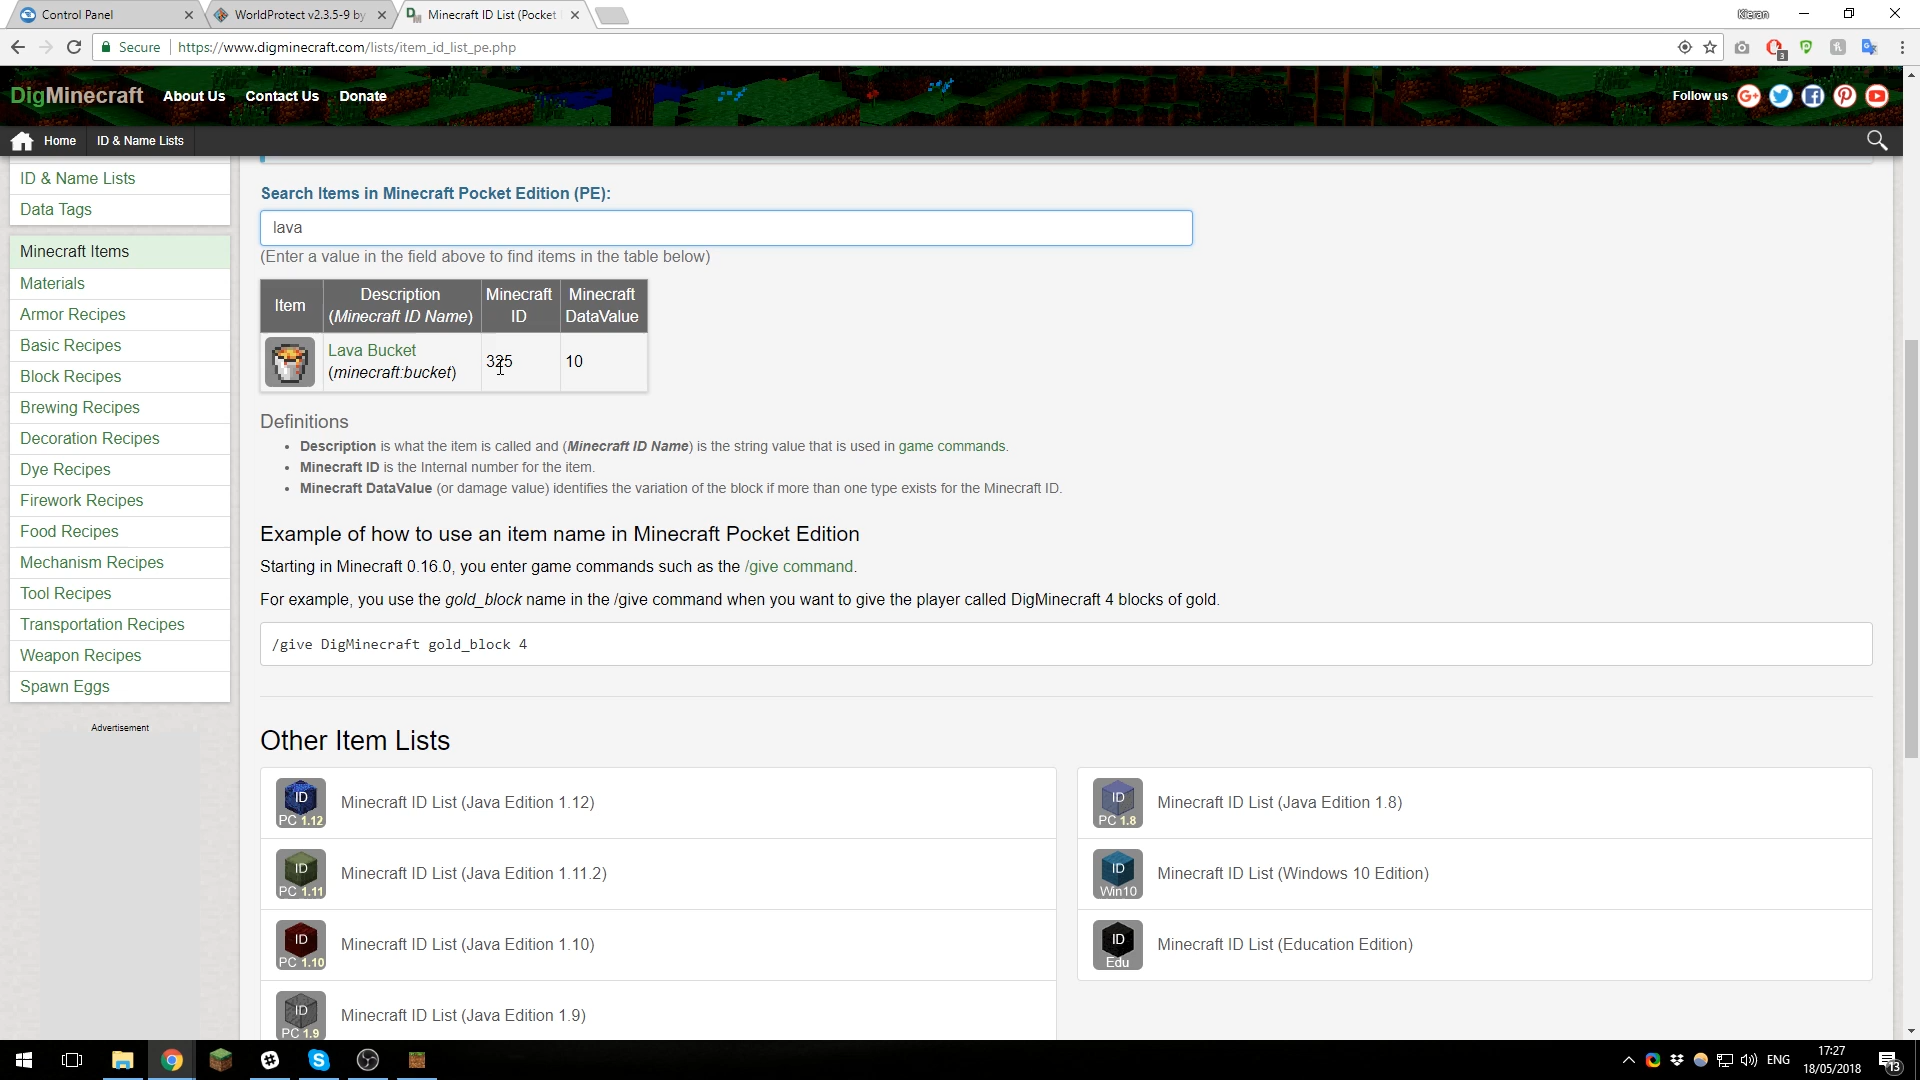 Control Panel
WorldProtect v2.3.5-9 by
Minecraft ID List (Pocket
Kieran
Secure
https://www.digminecraft.com/lists/item_id_list_pe.php
3
DigMinecraft
About Us
Contact Us
Donate
Follow us
Home
ID & Name Lists
ID & Name Lists
Data Tags
Minecraft Items
Materials
Armor Recipes
Basic Recipes
Block Recipes
Brewing Recipes
Decoration Recipes
Dye Recipes
Firework Recipes
Food Recipes
Mechanism Recipes
Tool Recipes
Transportation Recipes
Weapon Recipes
Spawn Eggs
Advertisement
Search Items in Minecraft Pocket Edition (PE):
lava
(Enter a value in the field above to find items in the table below)
Item
Description
(Minecraft ID Name)
Minecraft
ID
Minecraft
DataValue
Lava Bucket
(minecraft:bucket)
325
10
Definitions
• Description is what the item is called and (Minecraft ID Name) is the string value that is used in game commands.
• Minecraft ID is the Internal number for the item.
• Minecraft DataValue (or damage value) identifies the variation of the block if more than one type exists for the Minecraft ID.
Example of how to use an item name in Minecraft Pocket Edition
Starting in Minecraft 0.16.0, you enter game commands such as the /give command.
For example, you use the gold_block name in the /give command when you want to give the player called DigMinecraft 4 blocks of gold.
/give DigMinecraft gold_block 4
Other Item Lists
ID
PC 1.12
Minecraft ID List (Java Edition 1.12)
ID
PC 1.8
Minecraft ID List (Java Edition 1.8)
ID
PC 1.11
Minecraft ID List (Java Edition 1.11.2)
ID
Win10
Minecraft ID List (Windows 10 Edition)
ID
PC 1.10
Minecraft ID List (Java Edition 1.10)
ID
Edu
Minecraft ID List (Education Edition)
ID
PC 1.9
Minecraft ID List (Java Edition 1.9)
ENG
17:27
18/05/2018
13